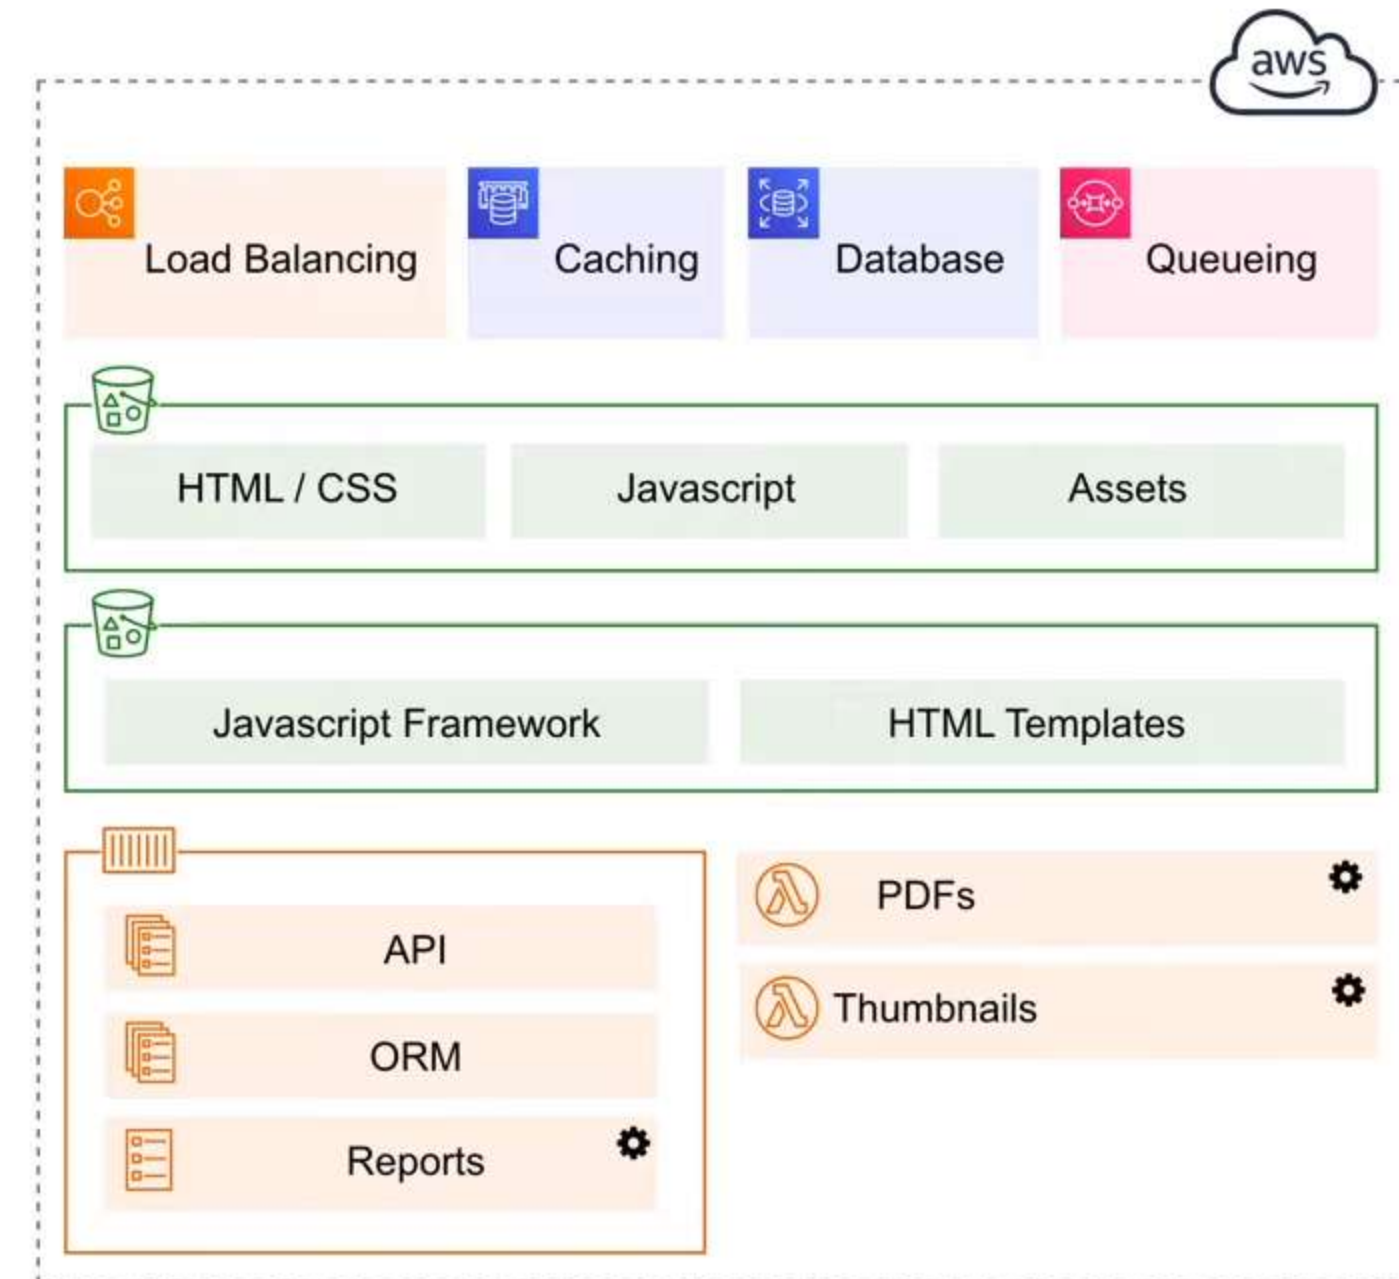 aws
Load Balancing
Caching
Database
Queueing
HTML / CSS
Javascript
Assets
Javascript Framework
HTML Templates
API
ORM
Reports
PDFs
Thumbnails